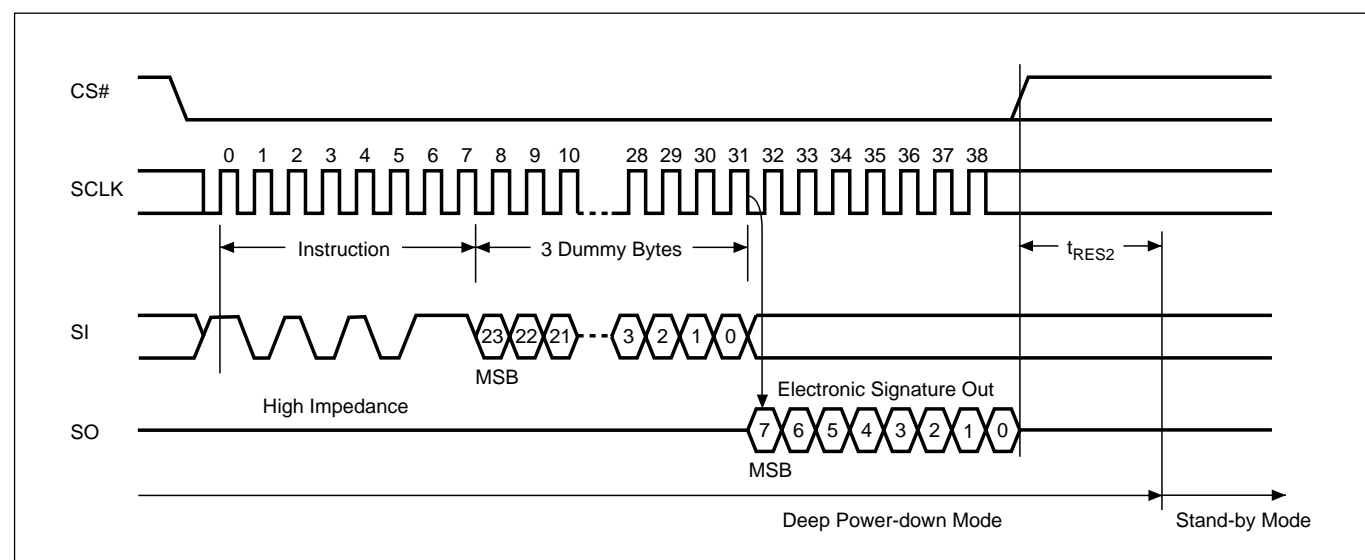 CS#
0 1 2 3 4 5 6 7 8 9 10 28 29 30 31 32 33 34 35 36 37 38
SCLK
Instruction 3 Dummy Bytes tRES2
SI
23 22 21 3 2 1 0
MSB
High Impedance Electronic Signature Out
SO
7 6 5 4 3 2 1 0
MSB
Deep Power-down Mode Stand-by Mode